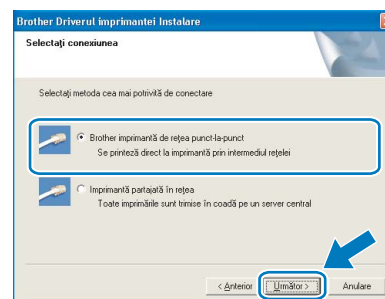 Brother Driverul imprimantei Instalare
Selectaţi conexiunea
Selectaţi metoda cea mai potrivită de conectare
Brother imprimantă de reţea punct-la-punct
Se printează direct la imprimantă prin intermediul reţelei
Imprimantă partajată în reţea
Toate imprimările sunt trimise în coadă pe un server central
< Anterior
Următor >
Anulare